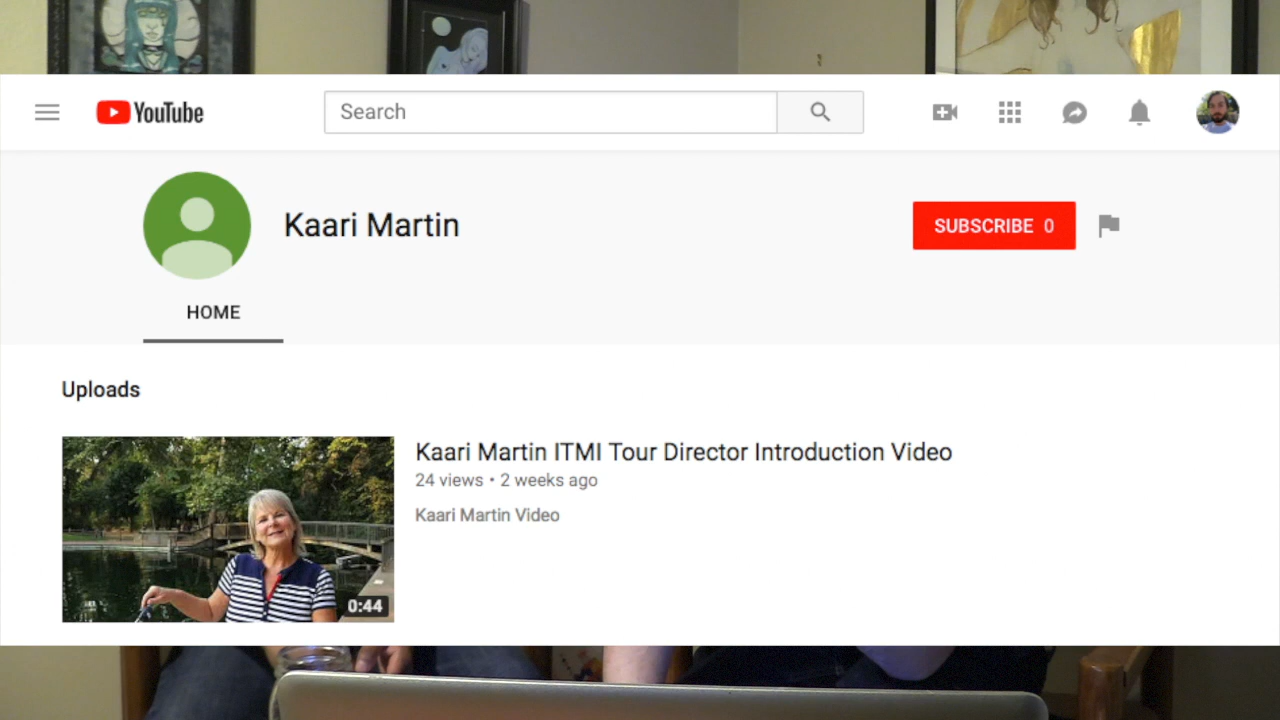 YouTube
Search
Kaari Martin
SUBSCRIBE 0
HOME
Uploads
Kaari Martin ITMI Tour Director Introduction Video
24 views • 2 weeks ago
Kaari Martin Video
0:44